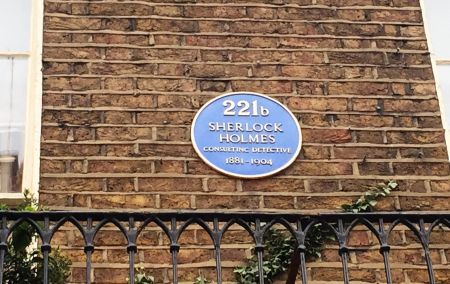 221b
SHERLOCK
HOLMES
CONSULTING DETECTIVE
1881–1904